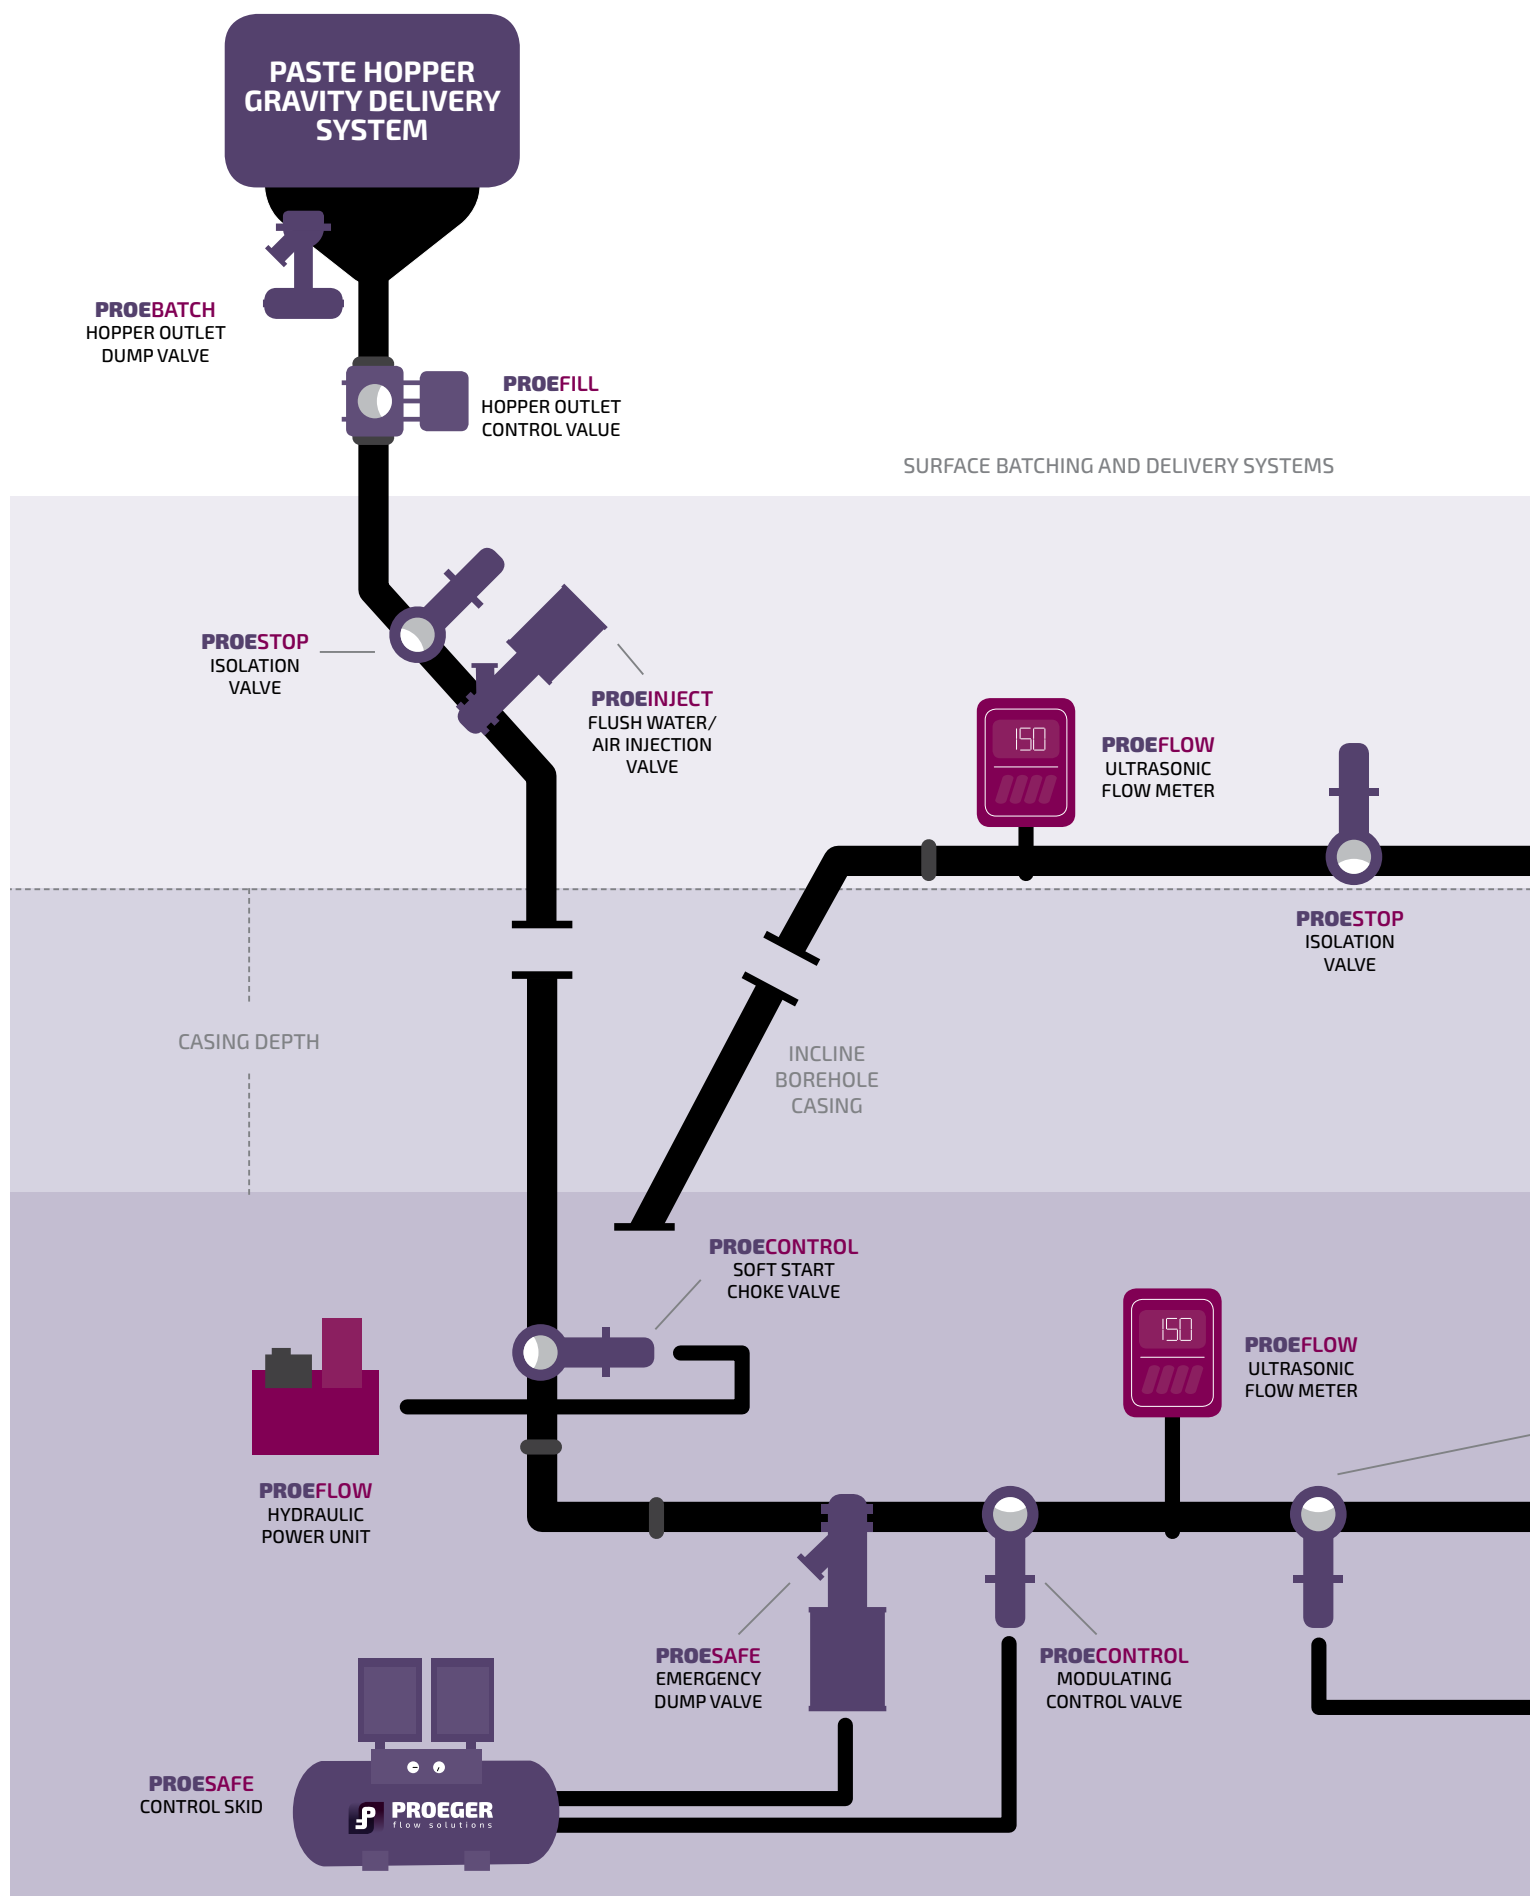 PASTE HOPPER
GRAVITY DELIVERY
SYSTEM
PROEBATCH
HOPPER OUTLET
DUMP VALVE
PROEFILL
HOPPER OUTLET
CONTROL VALUE
SURFACE BATCHING AND DELIVERY SYSTEMS
PROESTOP
ISOLATION
VALVE
PROEINJECT
FLUSH WATER/
AIR INJECTION
VALVE
150
PROEFLOW
ULTRASONIC
FLOW METER
PROESTOP
ISOLATION
VALVE
CASING DEPTH
INCLINE
BOREHOLE
CASING
PROECONTROL
SOFT START
CHOKE VALVE
150
PROEFLOW
ULTRASONIC
FLOW METER
PROEFLOW
HYDRAULIC
POWER UNIT
PROESAFE
EMERGENCY
DUMP VALVE
PROECONTROL
MODULATING
CONTROL VALVE
PROESAFE
CONTROL SKID
PROEGER
flow solutions